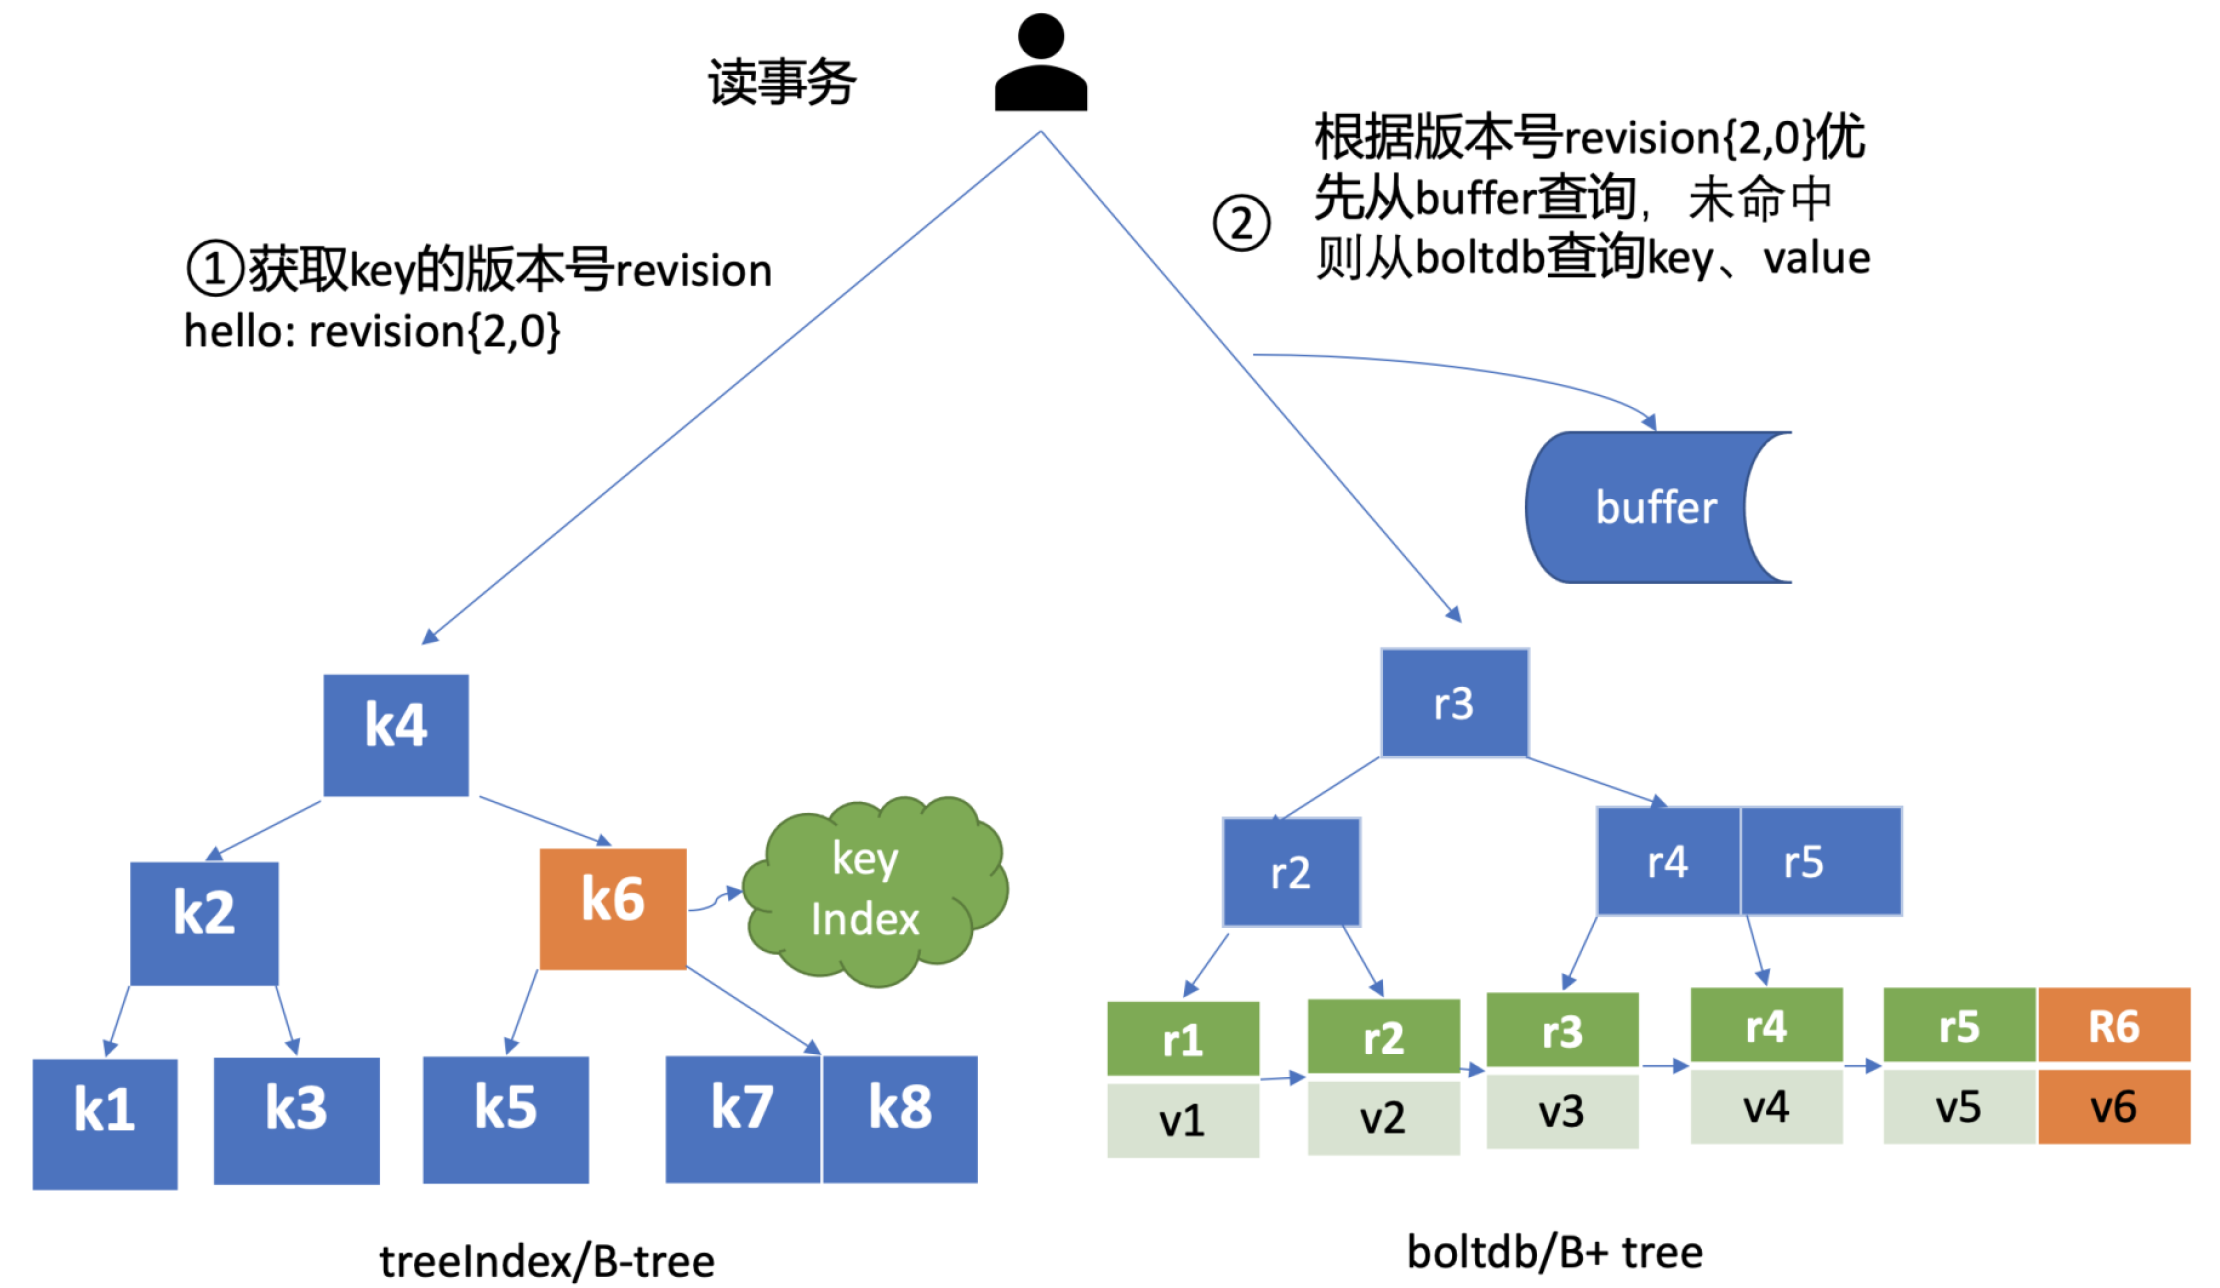 读事务
①获取key的版本号revision
hello: revision{2,0}
②
根据版本号revision{2,0}优
先从buffer查询，未命中
则从boltdb查询key、value
buffer
k4
k2
k6
key
Index
k1
k3
k5
k7
k8
treeIndex/B-tree
r3
r2
r4
r5
r1
r2
r3
r4
r5
R6
v1
v2
v3
v4
v5
v6
boltdb/B+ tree